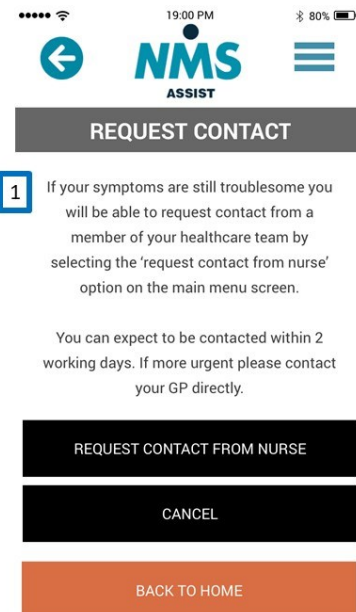 19:00 PM
80%
NMS
ASSIST
REQUEST CONTACT
1
If your symptoms are still troublesome you
will be able to request contact from a
member of your healthcare team by
selecting the ‘request contact from nurse’
option on the main menu screen.
You can expect to be contacted within 2
working days. If more urgent please contact
your GP directly.
REQUEST CONTACT FROM NURSE
CANCEL
BACK TO HOME